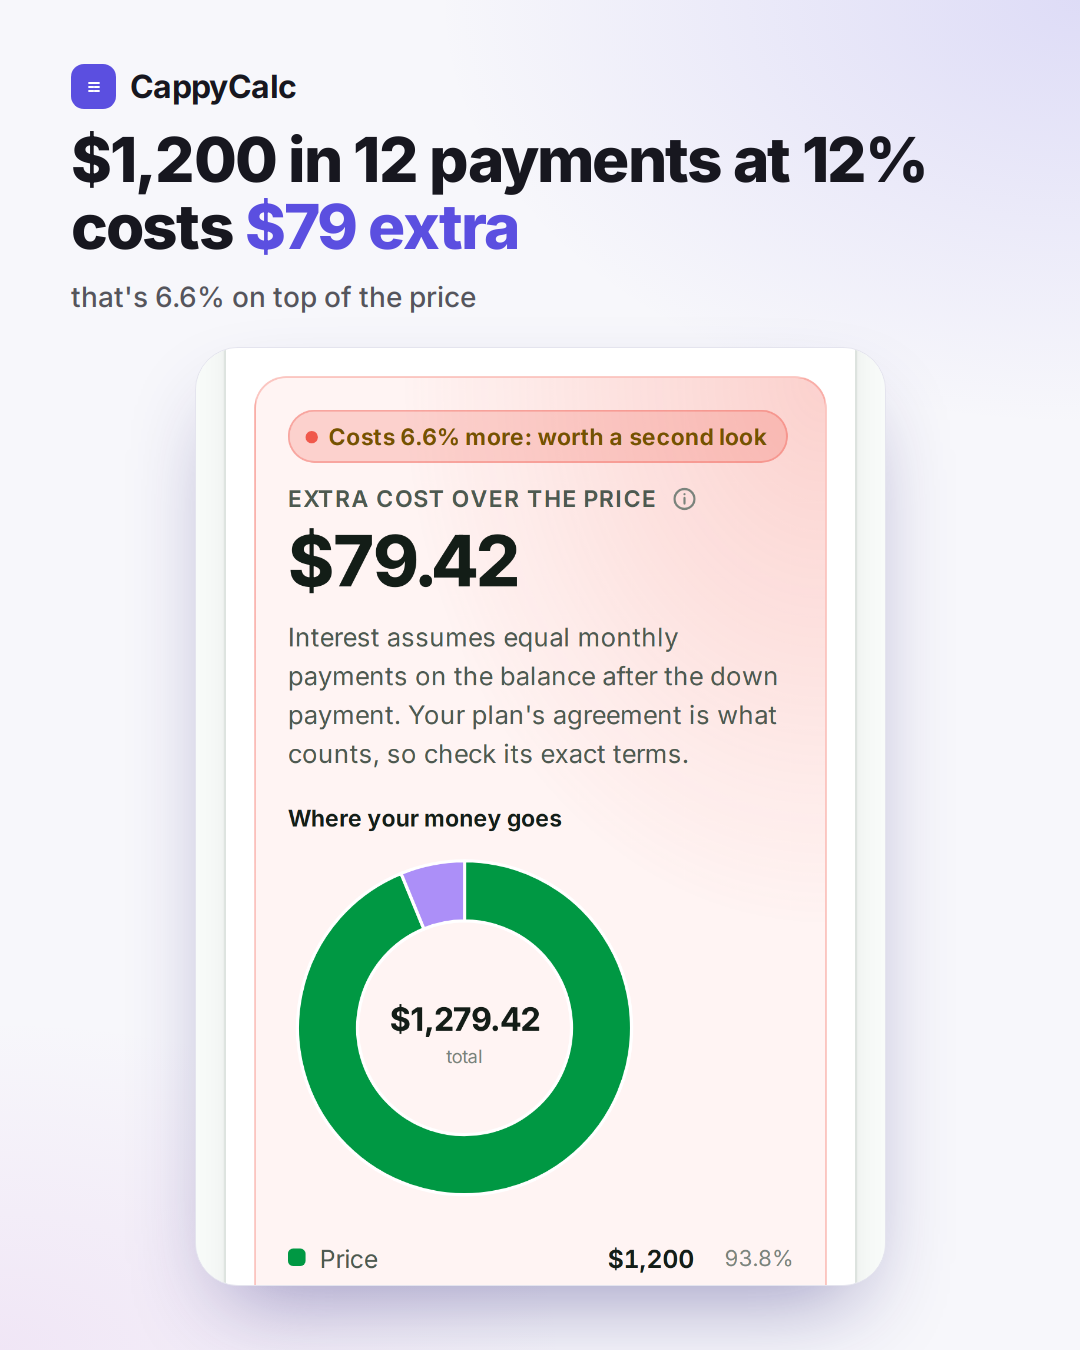 CappyCalc
$1,200 in 12 payments at 12%
costs $79 extra
that's 6.6% on top of the price
Costs 6.6% more: worth a second look
EXTRA COST OVER THE PRICE
$79.42
Interest assumes equal monthly
payments on the balance after the down
payment. Your plan's agreement is what
counts, so check its exact terms.
Where your money goes
$1,279.42
total
Price $1,200 93.8%